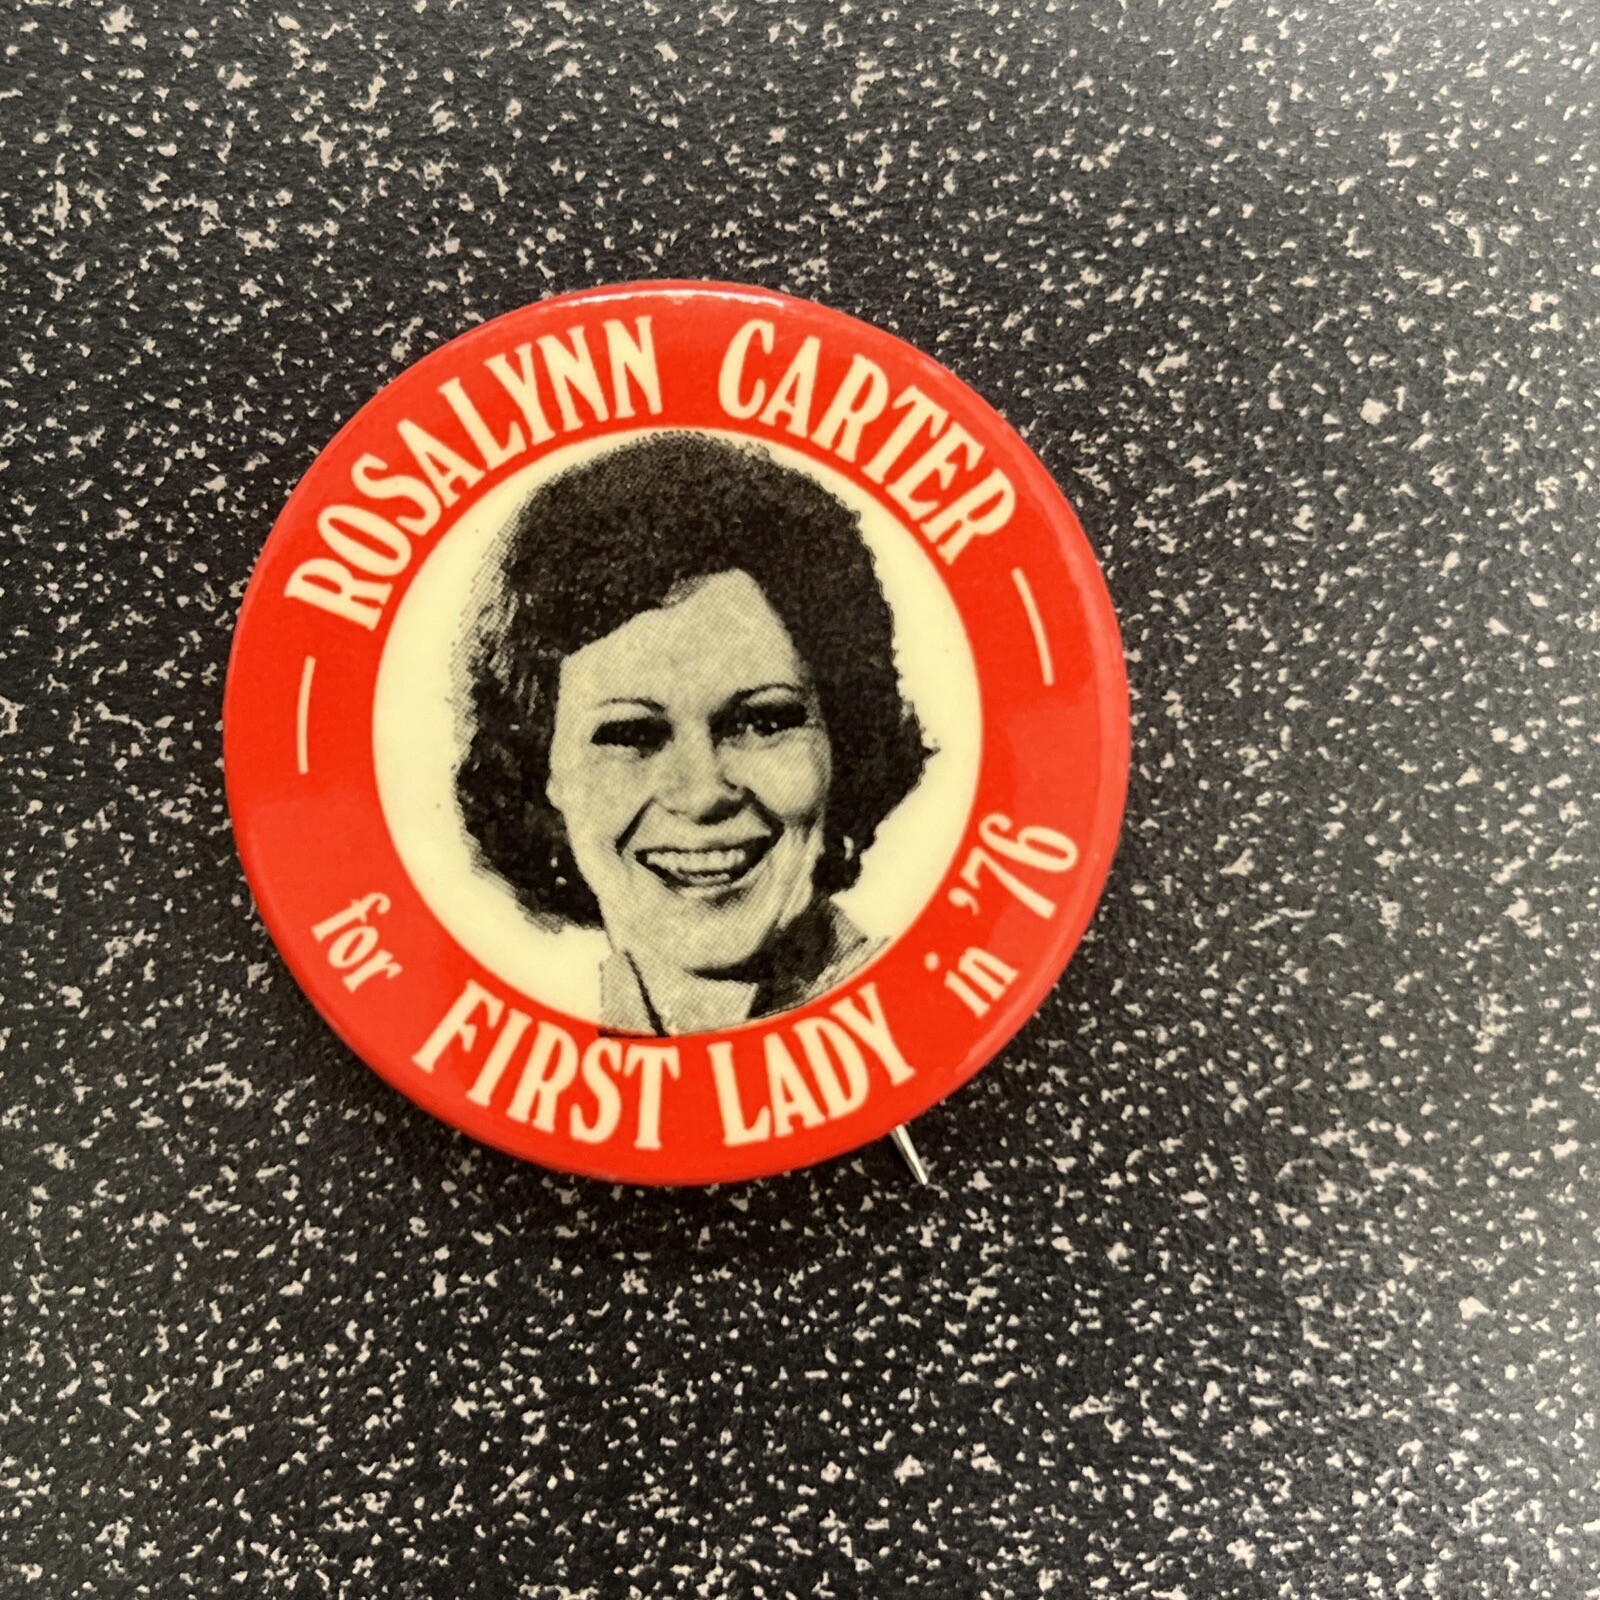 ROSALYNN CARTER
for FIRST LADY in '76